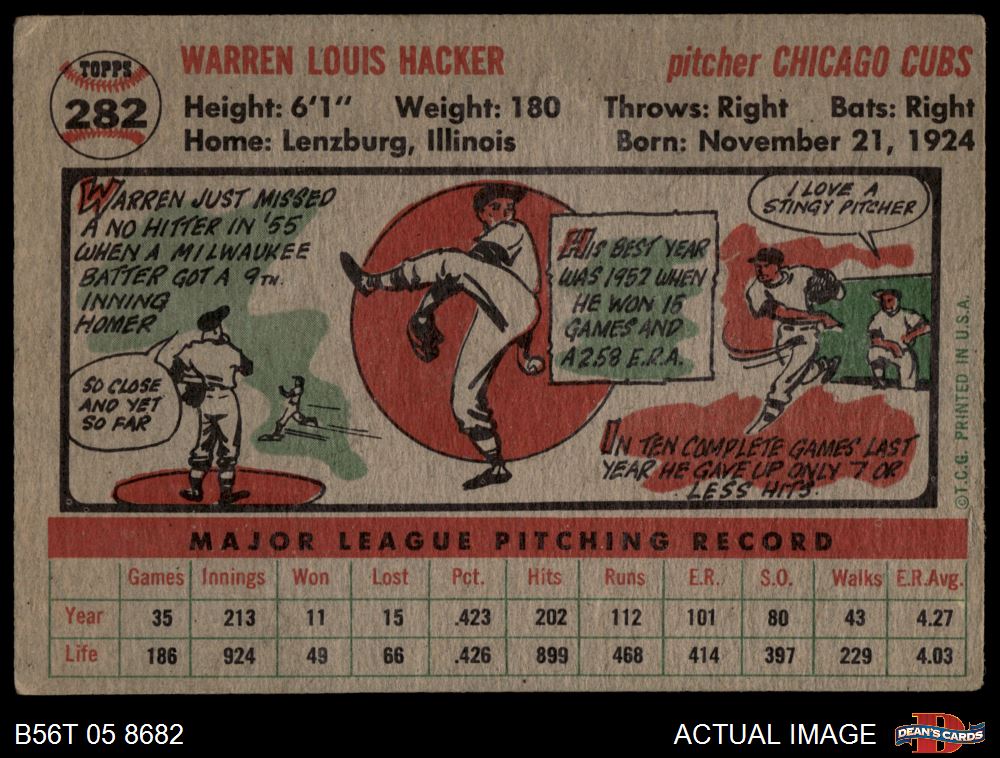 TOPPS
282
WARREN LOUIS HACKER
pitcher CHICAGO CUBS
Height: 6'1" Weight: 180 Throws: Right Bats: Right
Home: Lenzburg, Illinois Born: November 21, 1924
WARREN JUST MISSED
A NO HITTER IN '55
WHEN A MILWAUKEE
BATTER GOT A 9TH.
INNING
HOMER
SO CLOSE
AND YET
SO FAR
HIS BEST YEAR
WAS 1952 WHEN
HE WON 15
GAMES AND
A 2.58 E.R.A.
I LOVE A
STINGY PITCHER
IN TEN COMPLETE GAMES LAST
YEAR HE GAVE UP ONLY 7 OR
LESS HITS.
©T.C.G. PRINTED IN U.S.A.
MAJOR LEAGUE PITCHING RECORD
Games Innings Won Lost Pct. Hits Runs E.R. S.O. Walks E.R.Avg.
Year 35 213 11 15 .423 202 112 101 80 43 4.27
Life 186 924 49 66 .426 899 468 414 397 229 4.03
B56T 05 8682
ACTUAL IMAGE
DEAN'S CARDS